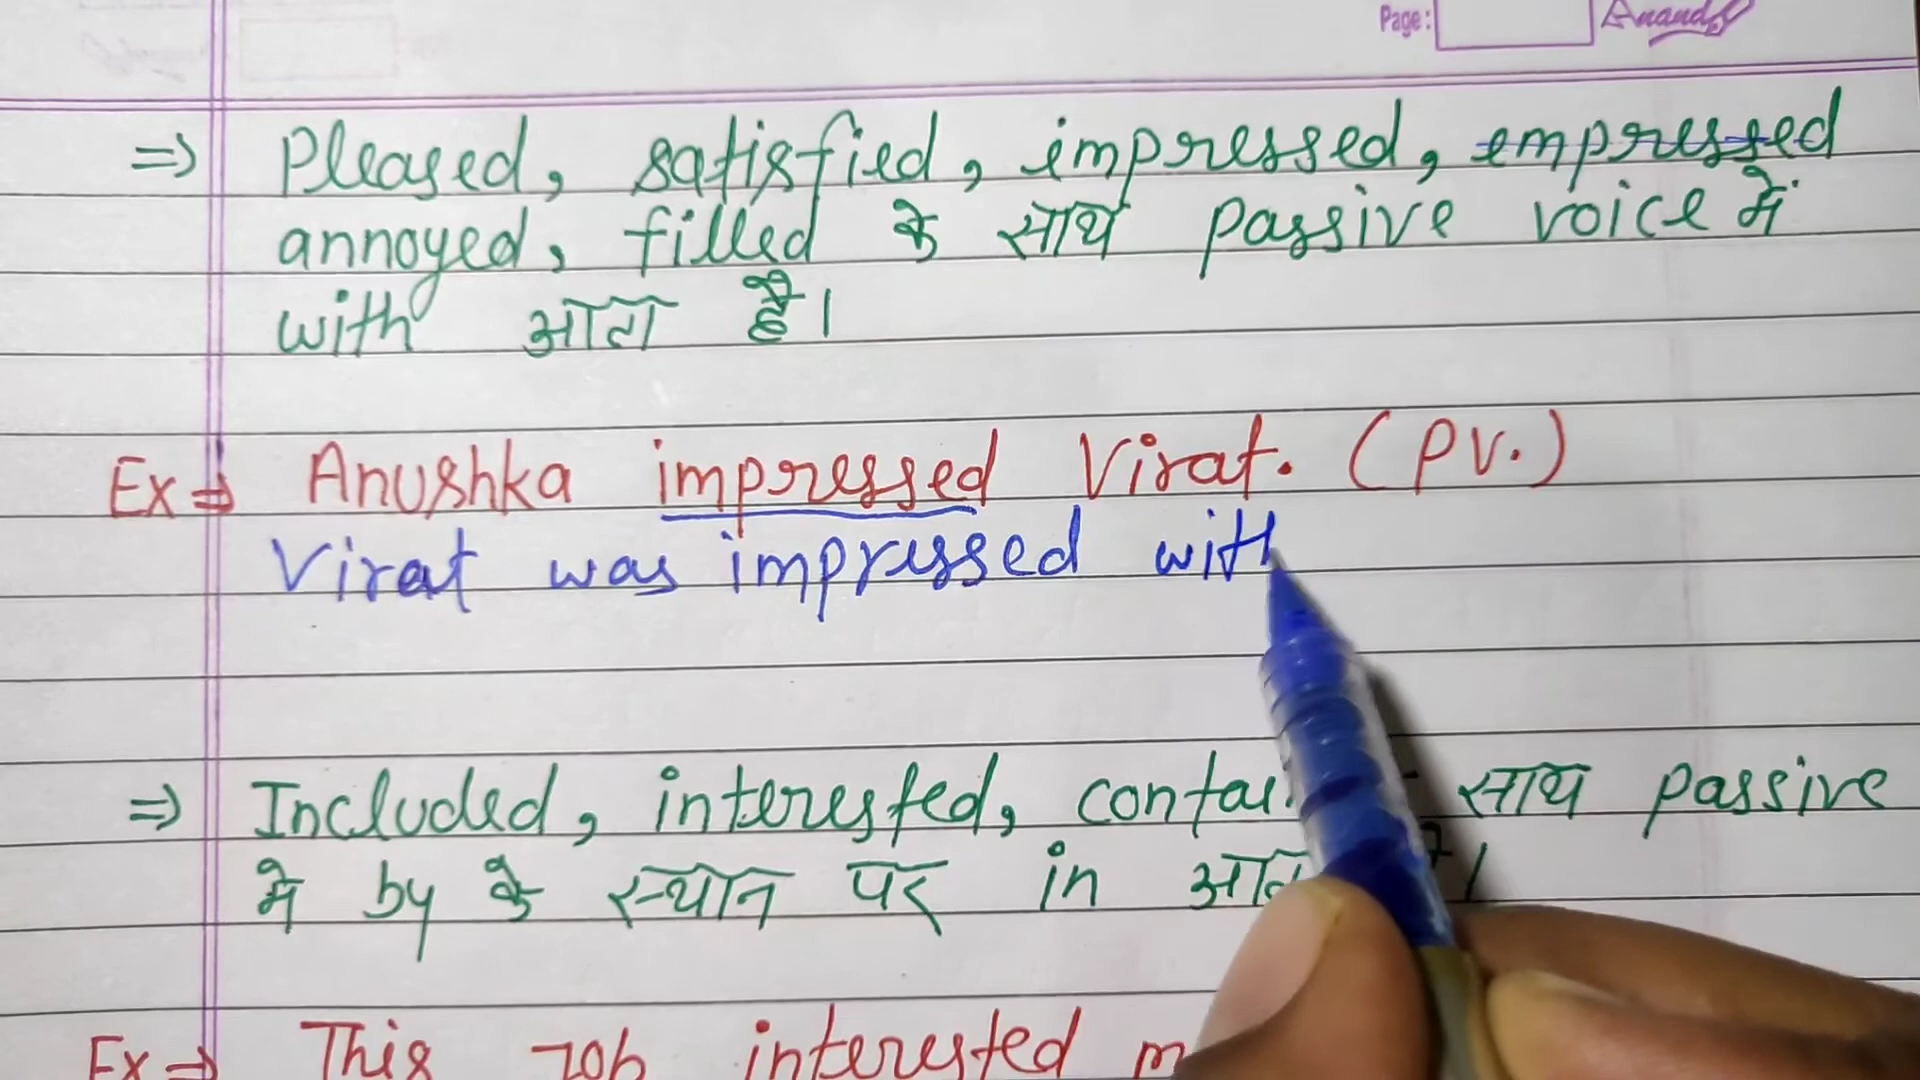 Page: Anand
⇒ Pleased, satisfied, impressed, empressed
annoyed, filled के साथ passive voice में
with आता है।
Ex ⇒ Anushka impressed Virat. (PV.)
Virat was impressed with
⇒ Included, interested, साथ passive
मे by के स्थान पर in
Ex ⇒ This job interested